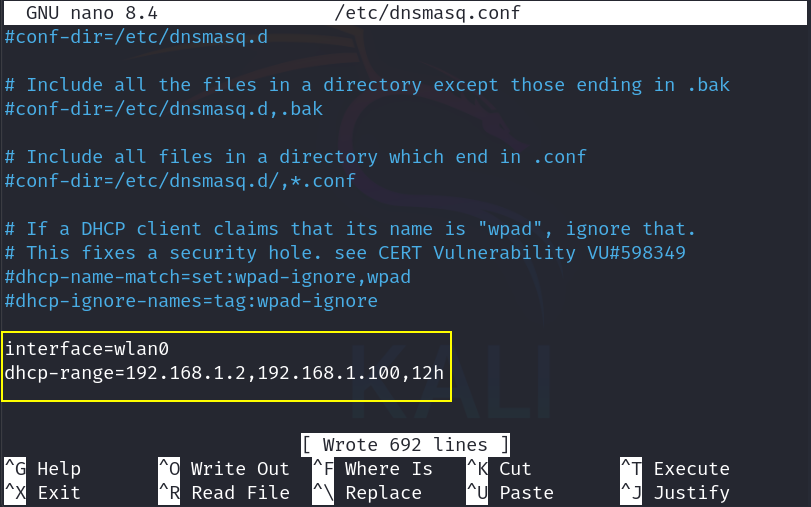 GNU nano 8.4 /etc/dnsmasq.conf
#conf-dir=/etc/dnsmasq.d
# Include all the files in a directory except those ending in .bak
#conf-dir=/etc/dnsmasq.d,.bak
# Include all files in a directory which end in .conf
#conf-dir=/etc/dnsmasq.d/,*.conf
# If a DHCP client claims that its name is "wpad", ignore that.
# This fixes a security hole. see CERT Vulnerability VU#598349
#dhcp-name-match=set:wpad-ignore,wpad
#dhcp-ignore-names=tag:wpad-ignore
interface=wlan0
dhcp-range=192.168.1.2,192.168.1.100,12h
KALI
[ Wrote 692 lines ]
^G Help ^O Write Out ^F Where Is ^K Cut ^T Execute
^X Exit ^R Read File ^\ Replace ^U Paste ^J Justify